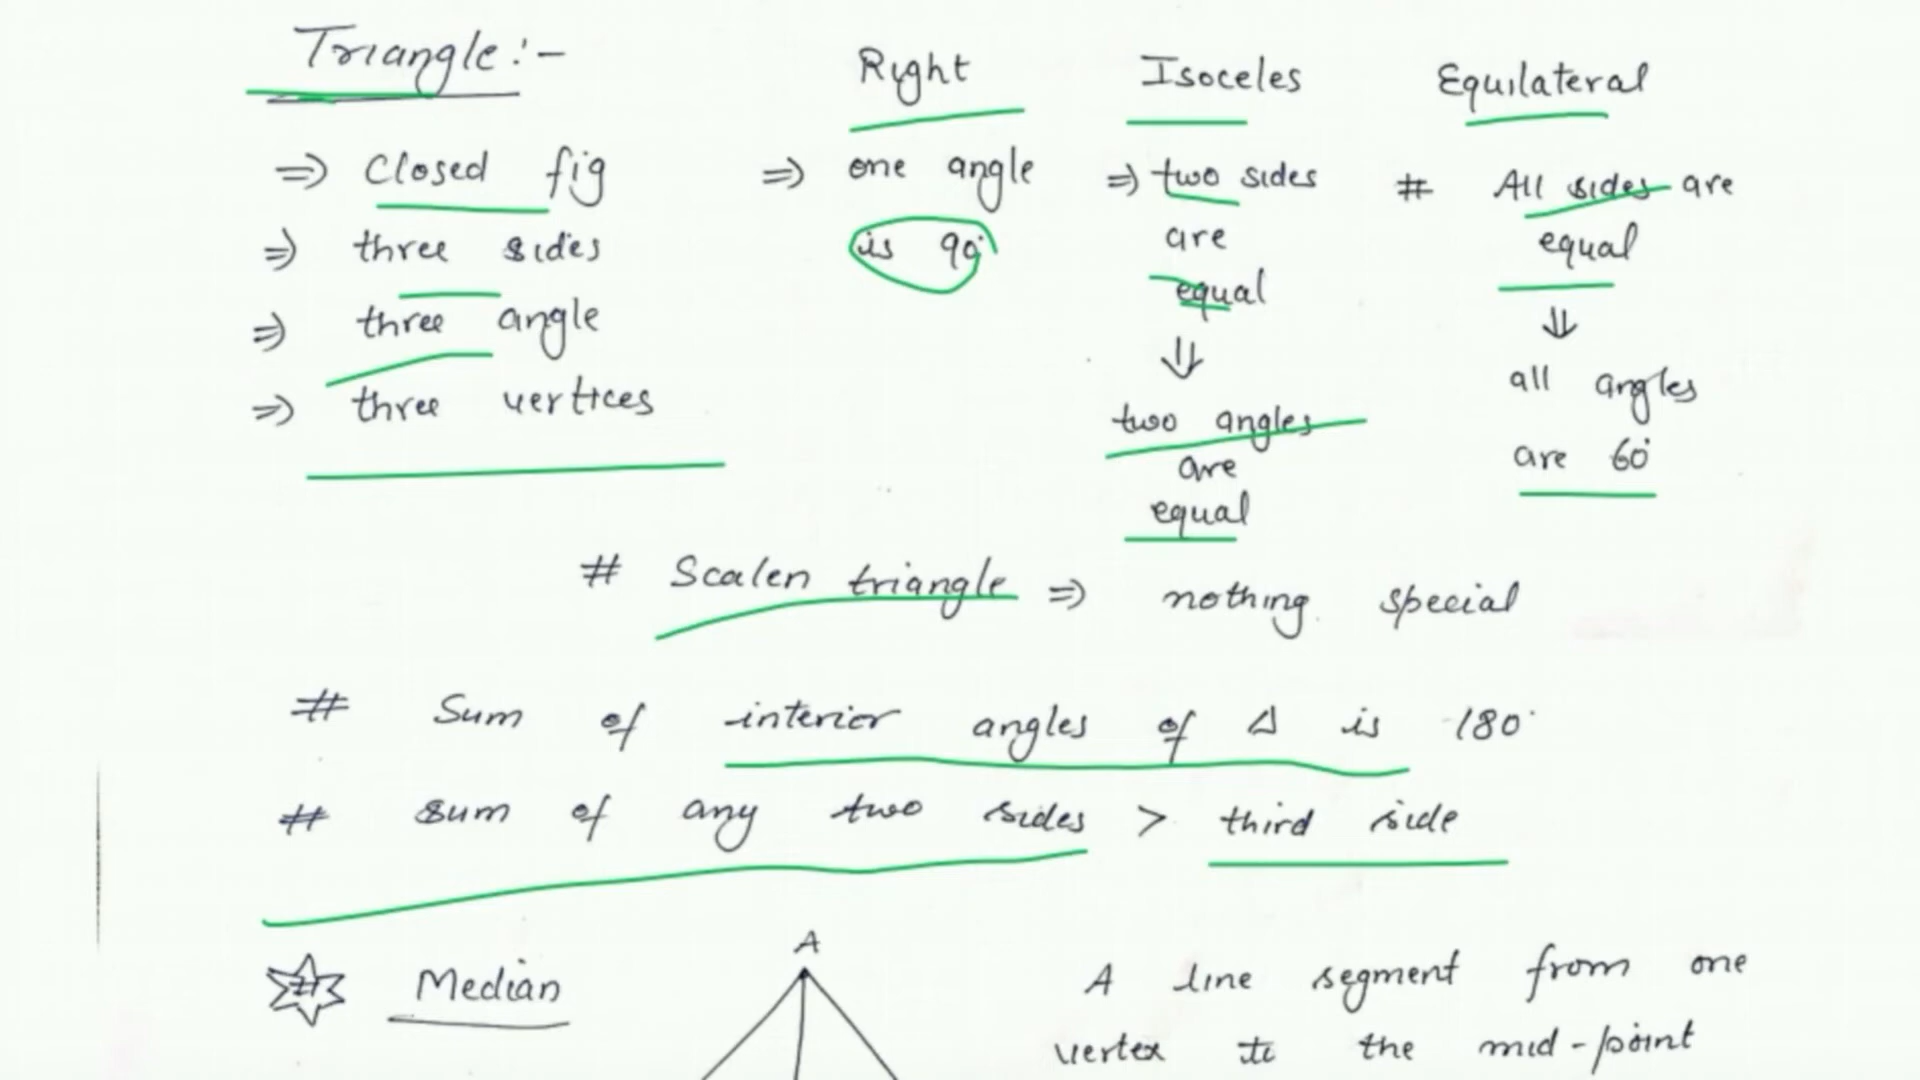 Triangle:-
⇒ Closed fig
⇒ three sides
⇒ three angle
⇒ three vertices
Right
⇒ one angle
is 90°
Isoceles
⇒ two sides
are
equal
⇓
two angles
are
equal
Equilateral
# All sides are
equal
⇓
all angles
are 60°
# Scalen triangle ⇒ nothing special
# Sum of interior angles of Δ is 180°
# sum of any two sides > third side
# Median
A
A line segment from one
vertex to the mid-point